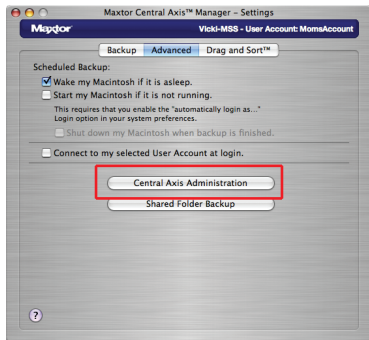 Maxtor Central Axis™ Manager – Settings
Maxtor
Vicki-MSS - User Account: MomsAccount
Backup Advanced Drag and Sort™
Scheduled Backup:
Wake my Macintosh if it is asleep.
Start my Macintosh if it is not running.
This requires that you enable the "automatically login as..."
Login option in your system preferences.
Shut down my Macintosh when backup is finished.
Connect to my selected User Account at login.
Central Axis Administration
Shared Folder Backup
?